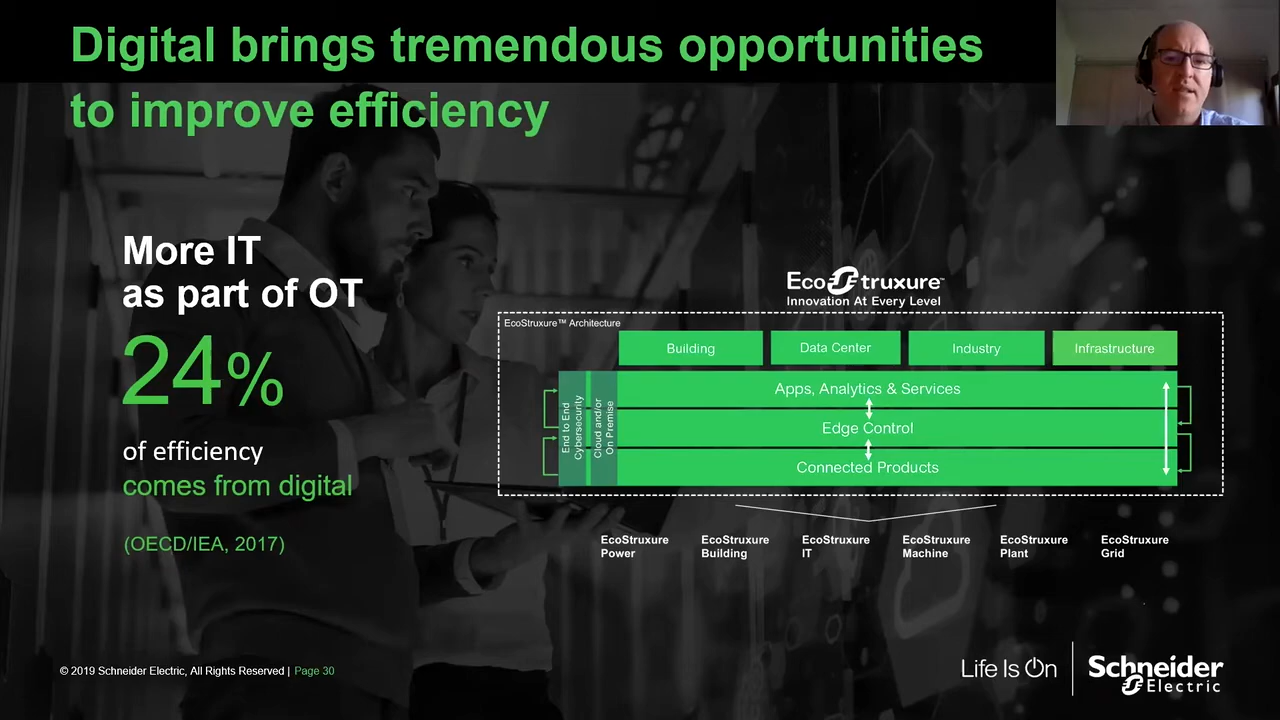 Digital brings tremendous opportunities
to improve efficiency
More IT
as part of OT
24%
of efficiency
comes from digital
(OECD/IEA, 2017)
EcoStruxure™
Innovation At Every Level
EcoStruxure™ Architecture
Building
Data Center
Industry
Infrastructure
End to End
Cybersecurity
Cloud and/or
On Premise
Apps, Analytics & Services
Edge Control
Connected Products
EcoStruxure
Power
EcoStruxure
Building
EcoStruxure
IT
EcoStruxure
Machine
EcoStruxure
Plant
EcoStruxure
Grid
© 2019 Schneider Electric, All Rights Reserved | Page 30
Life Is On
Schneider
Electric